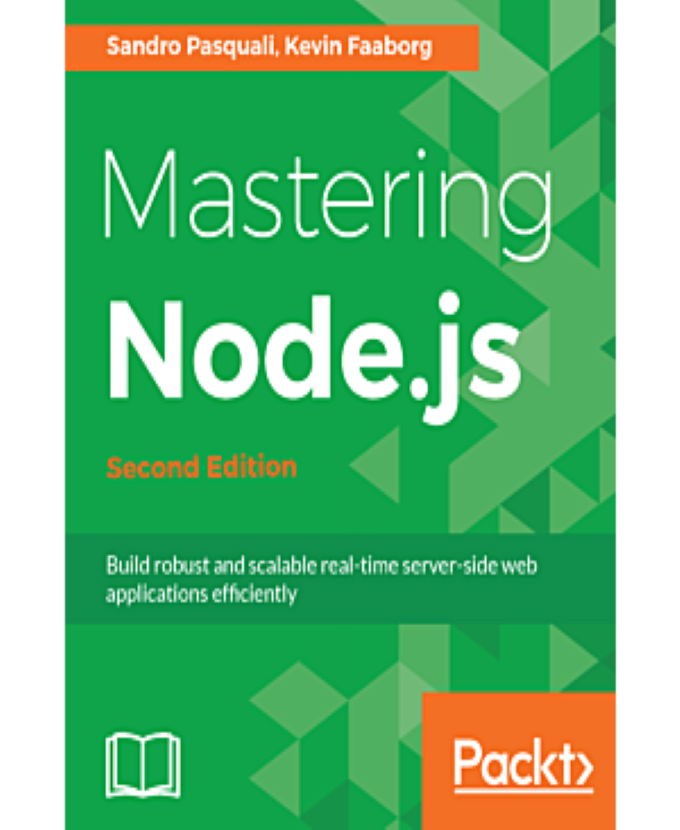 Sandro Pasquali, Kevin Faaborg
Mastering
Node.js
Second Edition
Build robust and scalable real-time server-side web
applications efficiently
Packt>